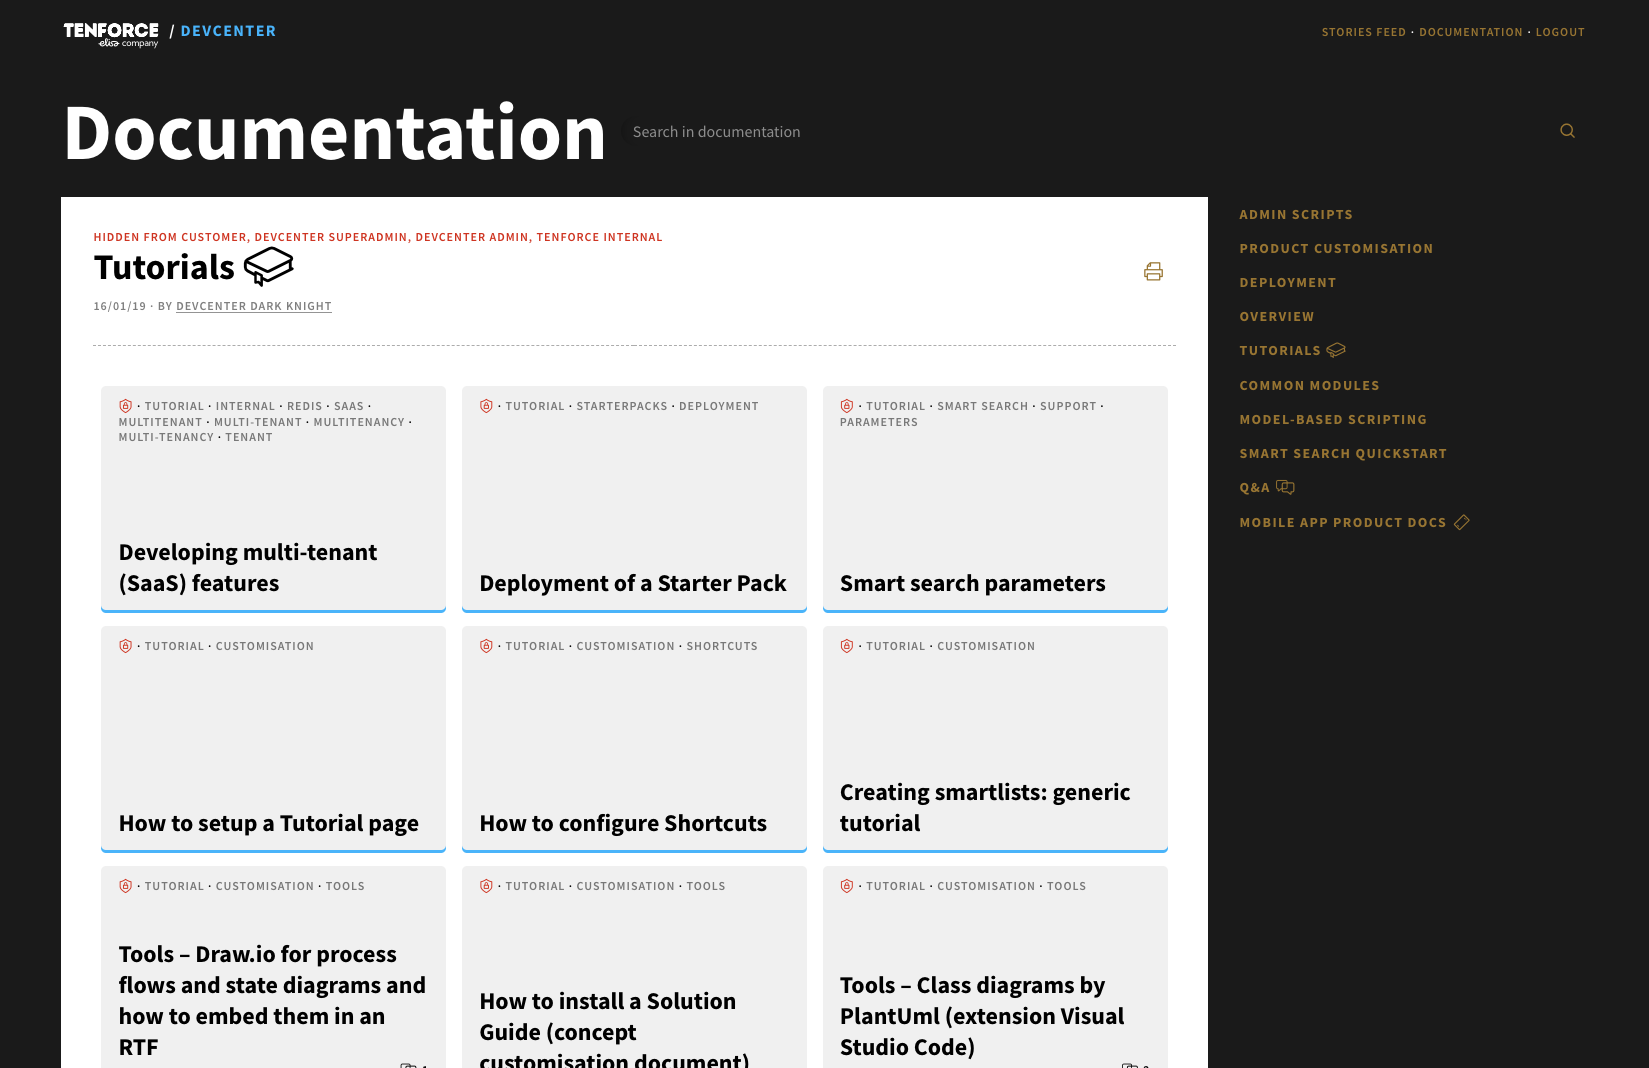 TENFORCE
elisa company
/ DEVCENTER
STORIES FEED · DOCUMENTATION · LOGOUT
Documentation
Search in documentation
HIDDEN FROM CUSTOMER, DEVCENTER SUPERADMIN, DEVCENTER ADMIN, TENFORCE INTERNAL
Tutorials
16/01/19 · BY DEVCENTER DARK KNIGHT
· TUTORIAL · INTERNAL · REDIS · SAAS ·
MULTITENANT · MULTI-TENANT · MULTITENANCY ·
MULTI-TENANCY · TENANT
Developing multi-tenant
(SaaS) features
· TUTORIAL · STARTERPACKS · DEPLOYMENT
Deployment of a Starter Pack
· TUTORIAL · SMART SEARCH · SUPPORT ·
PARAMETERS
Smart search parameters
· TUTORIAL · CUSTOMISATION
How to setup a Tutorial page
· TUTORIAL · CUSTOMISATION · SHORTCUTS
How to configure Shortcuts
· TUTORIAL · CUSTOMISATION
Creating smartlists: generic
tutorial
· TUTORIAL · CUSTOMISATION · TOOLS
Tools – Draw.io for process
flows and state diagrams and
how to embed them in an
RTF
· TUTORIAL · CUSTOMISATION · TOOLS
How to install a Solution
Guide (concept
customisation document)
· TUTORIAL · CUSTOMISATION · TOOLS
Tools – Class diagrams by
PlantUml (extension Visual
Studio Code)
ADMIN SCRIPTS
PRODUCT CUSTOMISATION
DEPLOYMENT
OVERVIEW
TUTORIALS
COMMON MODULES
MODEL-BASED SCRIPTING
SMART SEARCH QUICKSTART
Q&A
MOBILE APP PRODUCT DOCS